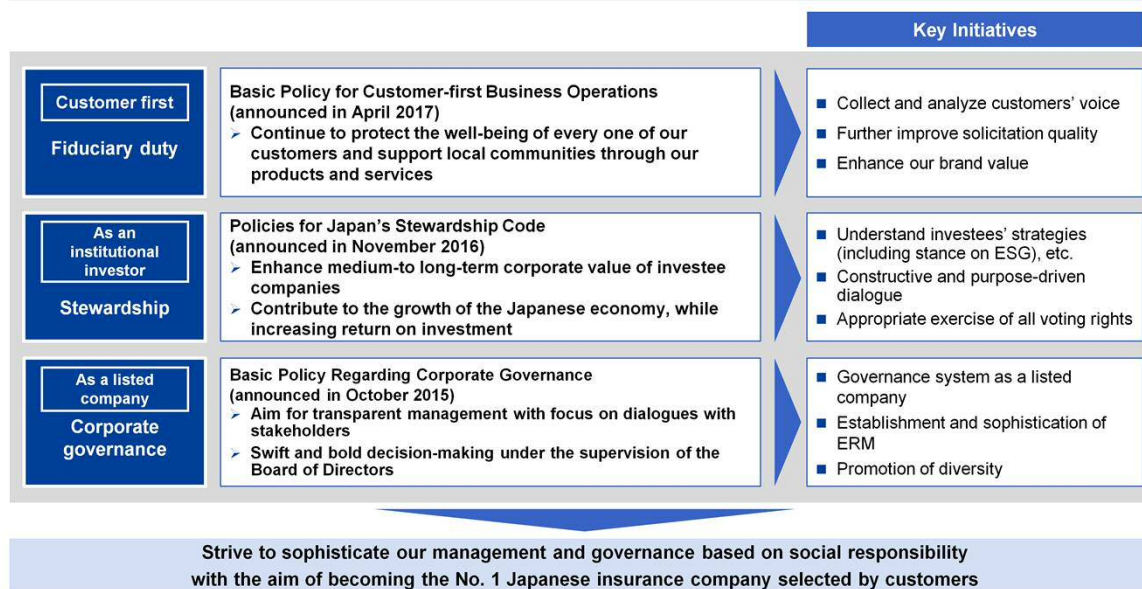 Key Initiatives
Customer first
Fiduciary duty
Basic Policy for Customer-first Business Operations
(announced in April 2017)
➢ Continue to protect the well-being of every one of our
customers and support local communities through our
products and services
■ Collect and analyze customers' voice
■ Further improve solicitation quality
■ Enhance our brand value
As an
institutional
investor
Stewardship
Policies for Japan's Stewardship Code
(announced in November 2016)
➢ Enhance medium-to long-term corporate value of investee
companies
➢ Contribute to the growth of the Japanese economy, while
increasing return on investment
■ Understand investees' strategies
(including stance on ESG), etc.
■ Constructive and purpose-driven
dialogue
■ Appropriate exercise of all voting rights
As a listed
company
Corporate
governance
Basic Policy Regarding Corporate Governance
(announced in October 2015)
➢ Aim for transparent management with focus on dialogues with
stakeholders
➢ Swift and bold decision-making under the supervision of the
Board of Directors
■ Governance system as a listed
company
■ Establishment and sophistication of
ERM
■ Promotion of diversity
Strive to sophisticate our management and governance based on social responsibility
with the aim of becoming the No. 1 Japanese insurance company selected by customers